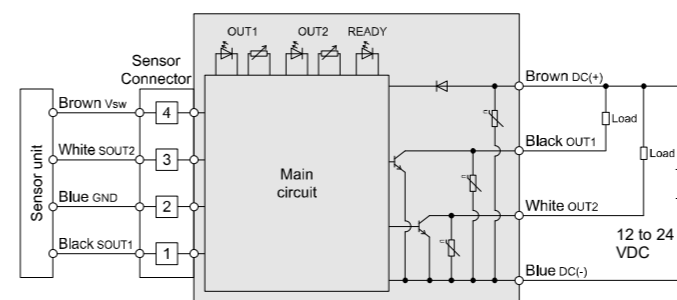 OUT1 OUT2 READY
Sensor
Connector
Brown DC(+)
Brown Vsw
4
Load
Black OUT1
White SOUT2
3
Load
Sensor unit
Main
circuit
Blue GND
2
White OUT2
12 to 24
VDC
Black SOUT1
1
Blue DC(-)